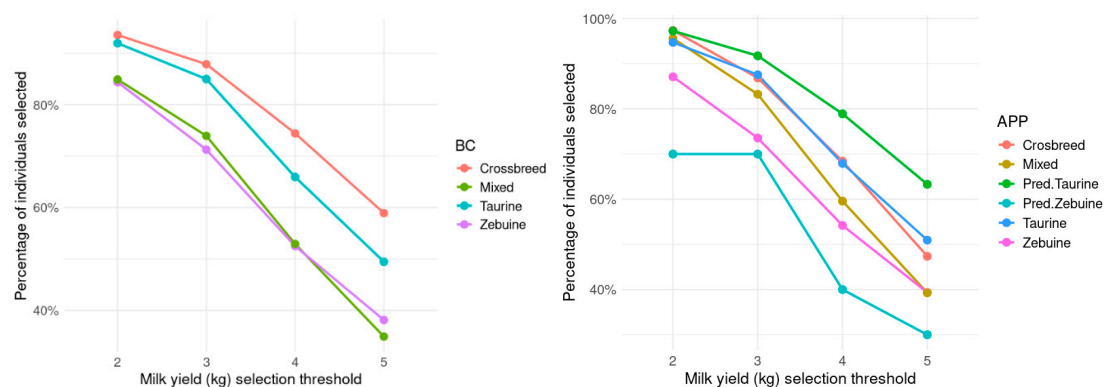 Percentage of individuals selected
80%
60%
40%
2 3 4 5
Milk yield (kg) selection threshold
BC
Crossbreed
Mixed
Taurine
Zebuine
Percentage of individuals selected
100%
80%
60%
40%
2 3 4 5
Milk yield (kg) selection threshold
APP
Crosbreed
Mixed
Pred.Taurine
Pred.Zebuine
Taurine
Zebuine